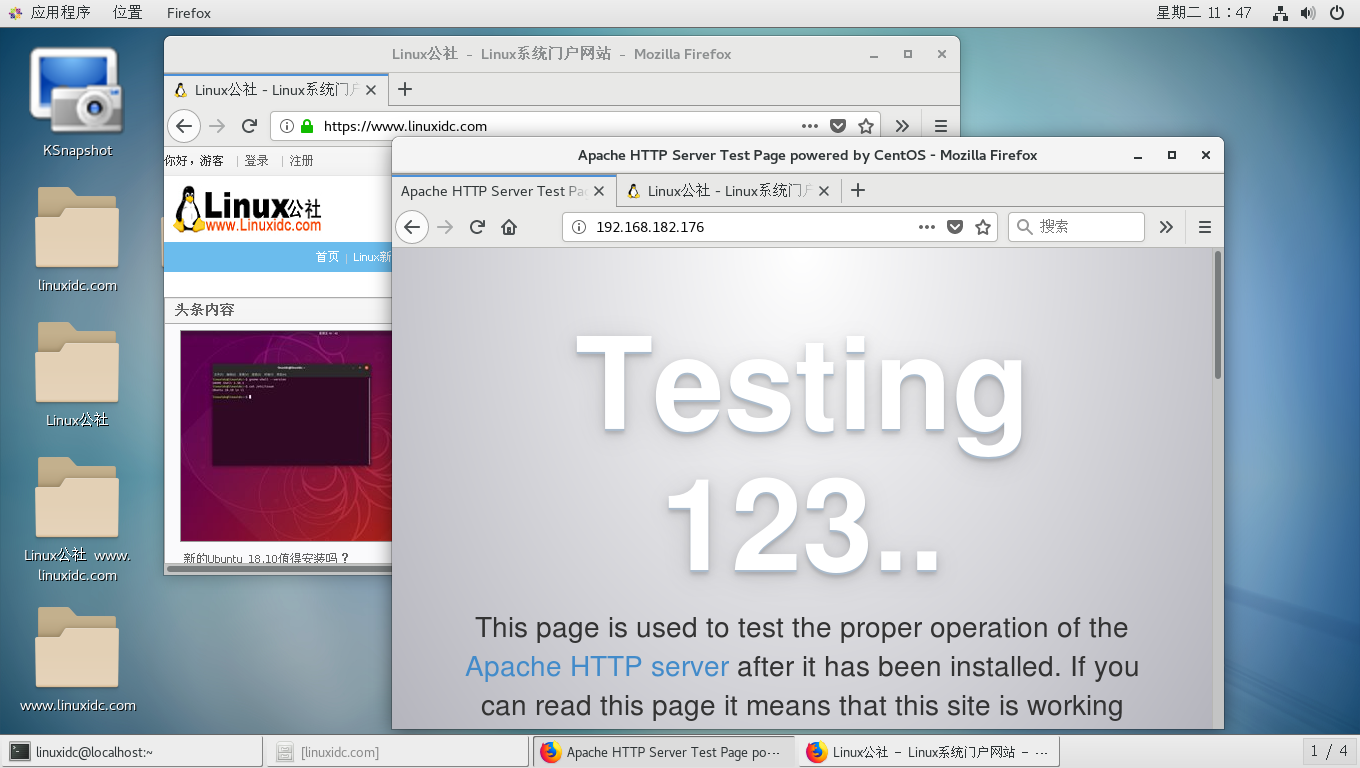 应用程序 位置 Firefox 星期二 11∶47
KSnapshot
linuxidc.com
Linux公社
Linux公社 www.
linuxidc.com
www.linuxidc.com
Linux公社 - Linux系统门户网站 - Mozilla Firefox
Linux公社 - Linux系统门户
https://www.linuxidc.com
你好，游客 | 登录 | 注册
Linux公社
www.Linuxidc.com
首页 | Linux新
头条内容
新的Ubuntu 18.10值得安装吗？
Apache HTTP Server Test Page powered by CentOS - Mozilla Firefox
Apache HTTP Server Test Pa
Linux公社 - Linux系统门户
192.168.182.176
搜索
Testing
123..
This page is used to test the proper operation of the
Apache HTTP server after it has been installed. If you
can read this page it means that this site is working
linuxidc@localhost:~
[linuxidc.com]
Apache HTTP Server Test Page po···
Linux公社 - Linux系统门户网站 - ···
1 / 4